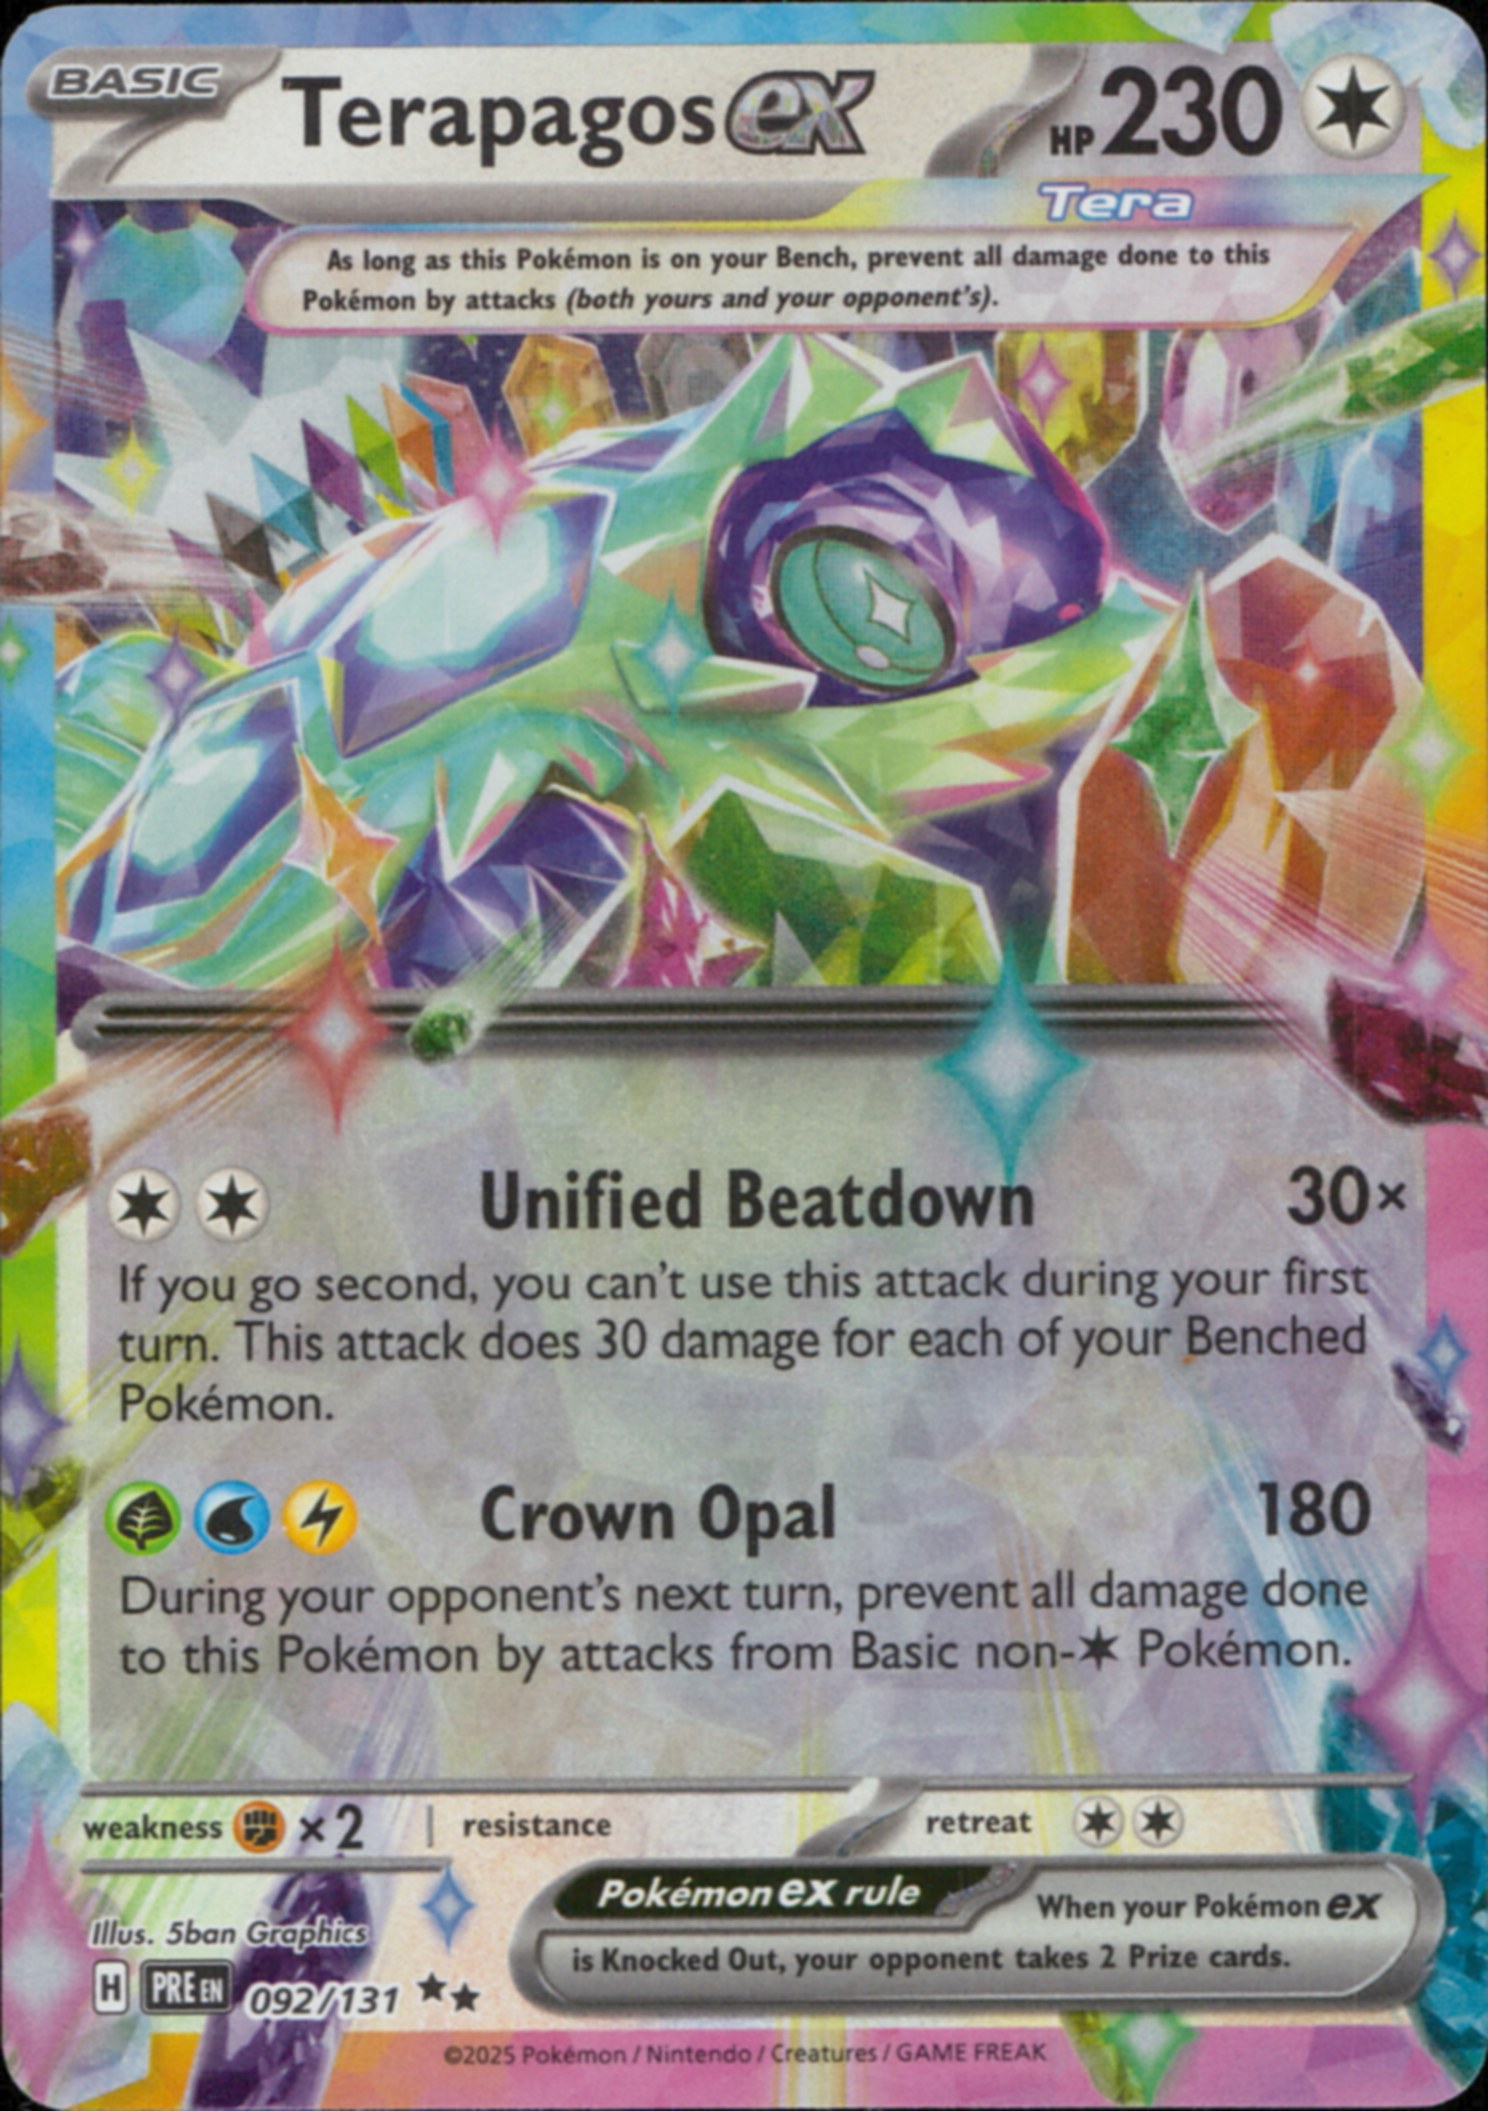 BASIC
Terapagos ex
HP 230
Tera
As long as this Pokémon is on your Bench, prevent all damage done to this
Pokémon by attacks (both yours and your opponent's).
Unified Beatdown 30×
If you go second, you can't use this attack during your first
turn. This attack does 30 damage for each of your Benched
Pokémon.
Crown Opal 180
During your opponent's next turn, prevent all damage done
to this Pokémon by attacks from Basic non-★ Pokémon.
weakness ×2 | resistance retreat
Pokémon ex rule When your Pokémon ex
is Knocked Out, your opponent takes 2 Prize cards.
Illus. 5ban Graphics
H PRE EN 092/131 ★★
©2025 Pokémon / Nintendo / Creatures / GAME FREAK